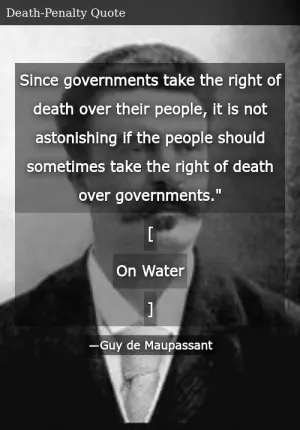 Death-Penalty Quote
Since governments take the right of
death over their people, it is not
astonishing if the people should
sometimes take the right of death
over governments."
[
On Water
]
—Guy de Maupassant